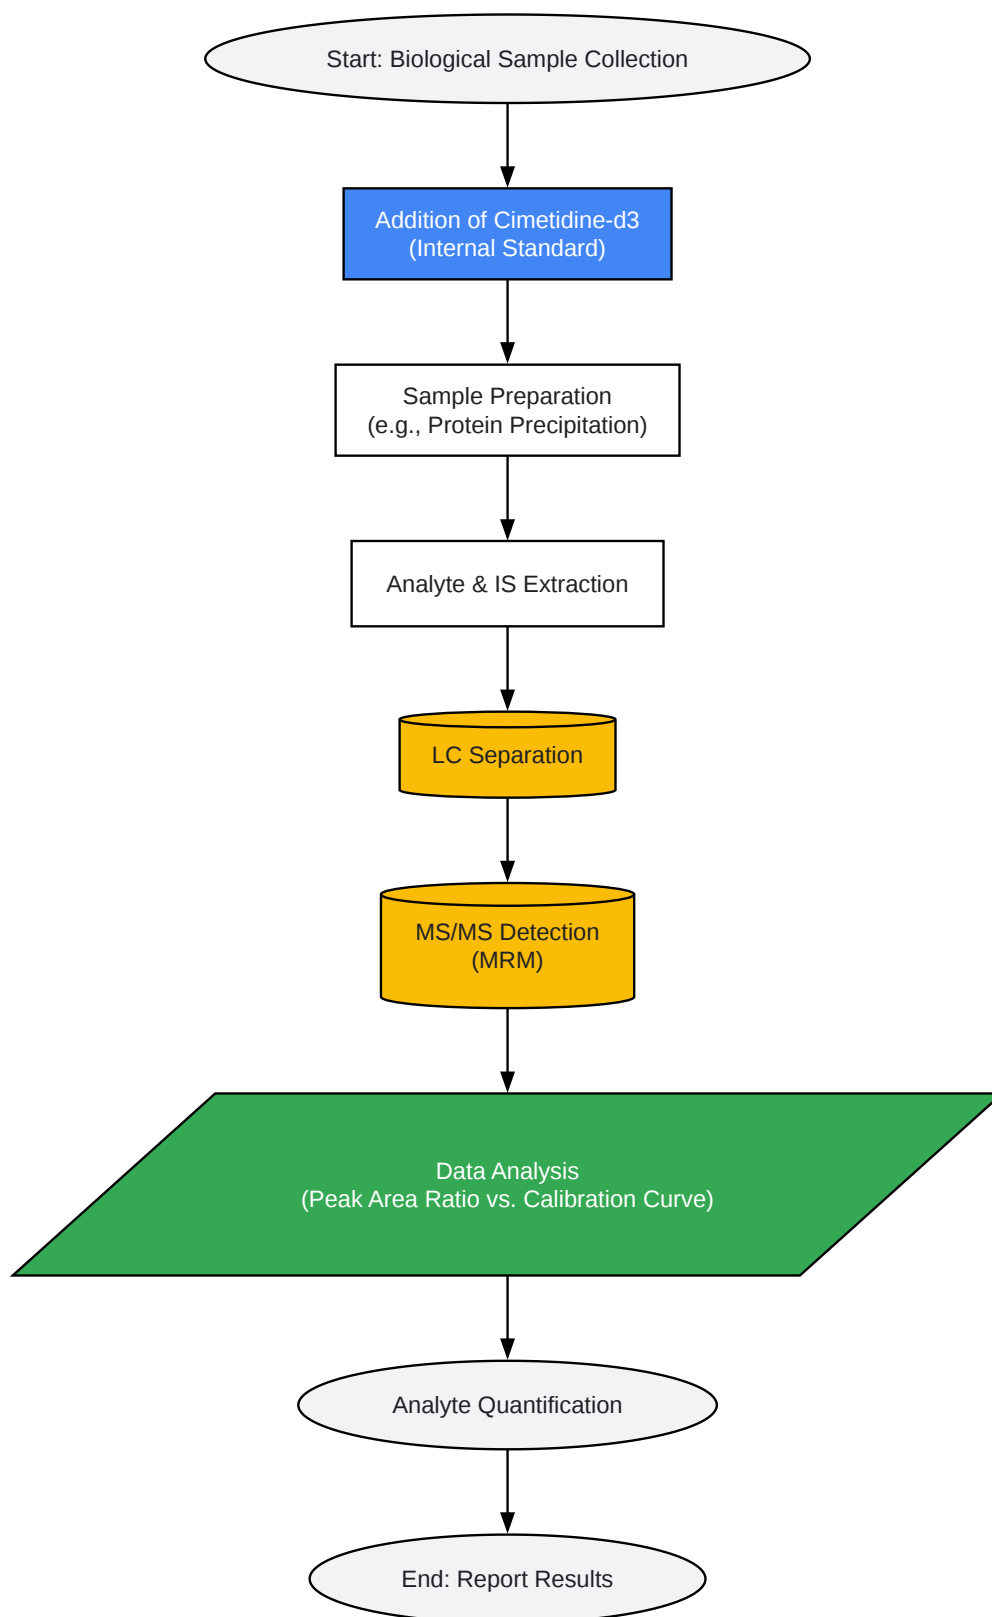 Start: Biological Sample Collection
Addition of Cimetidine-d3
(Internal Standard)
Sample Preparation
(e.g., Protein Precipitation)
Analyte & IS Extraction
LC Separation
MS/MS Detection
(MRM)
Data Analysis
(Peak Area Ratio vs. Calibration Curve)
Analyte Quantification
End: Report Results